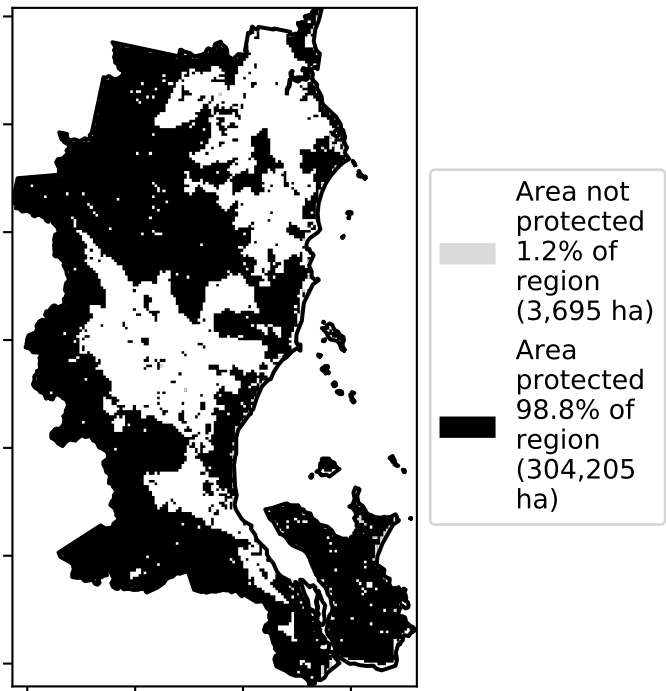 Area not
protected
1.2% of
region
(3,695 ha)
Area
protected
98.8% of
region
(304,205
ha)